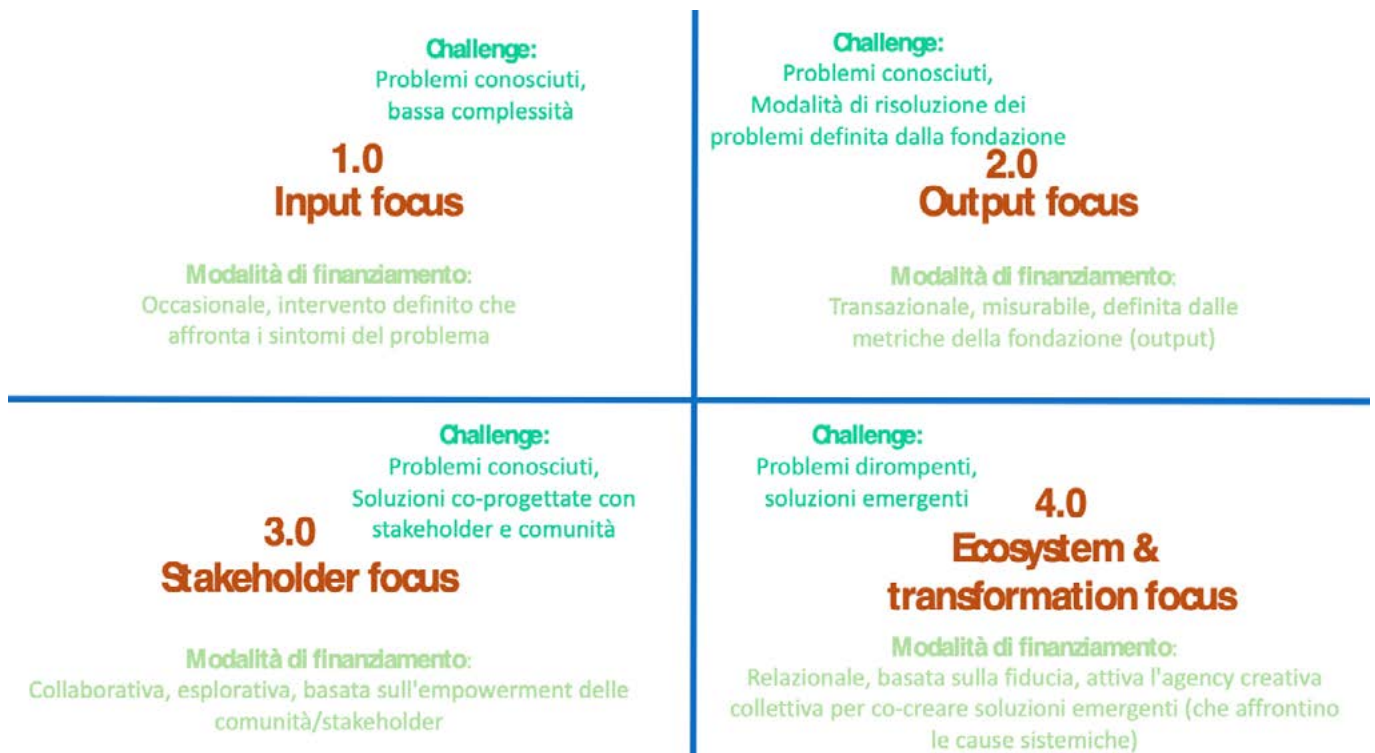 Challenge:
Problemi conosciuti,
bassa complessità
1.0
Input focus
Modalità di finanziamento:
Occasionale, intervento definito che
affronta i sintomi del problema
Challenge:
Problemi conosciuti,
Modalità di risoluzione dei
problemi definita dalla fondazione
2.0
Output focus
Modalità di finanziamento:
Transazionale, misurabile, definita dalle
metriche della fondazione (output)
Challenge:
Problemi conosciuti,
Soluzioni co-progettate con
stakeholder e comunità
3.0
Stakeholder focus
Modalità di finanziamento:
Collaborativa, esplorativa, basata sull'empowerment delle
comunità/stakeholder
Challenge:
Problemi dirompenti,
soluzioni emergenti
4.0
Ecosystem &
transformation focus
Modalità di finanziamento:
Relazionale, basata sulla fiducia, attiva l'agency creativa
collettiva per co-creare soluzioni emergenti (che affrontino
le cause sistemiche)